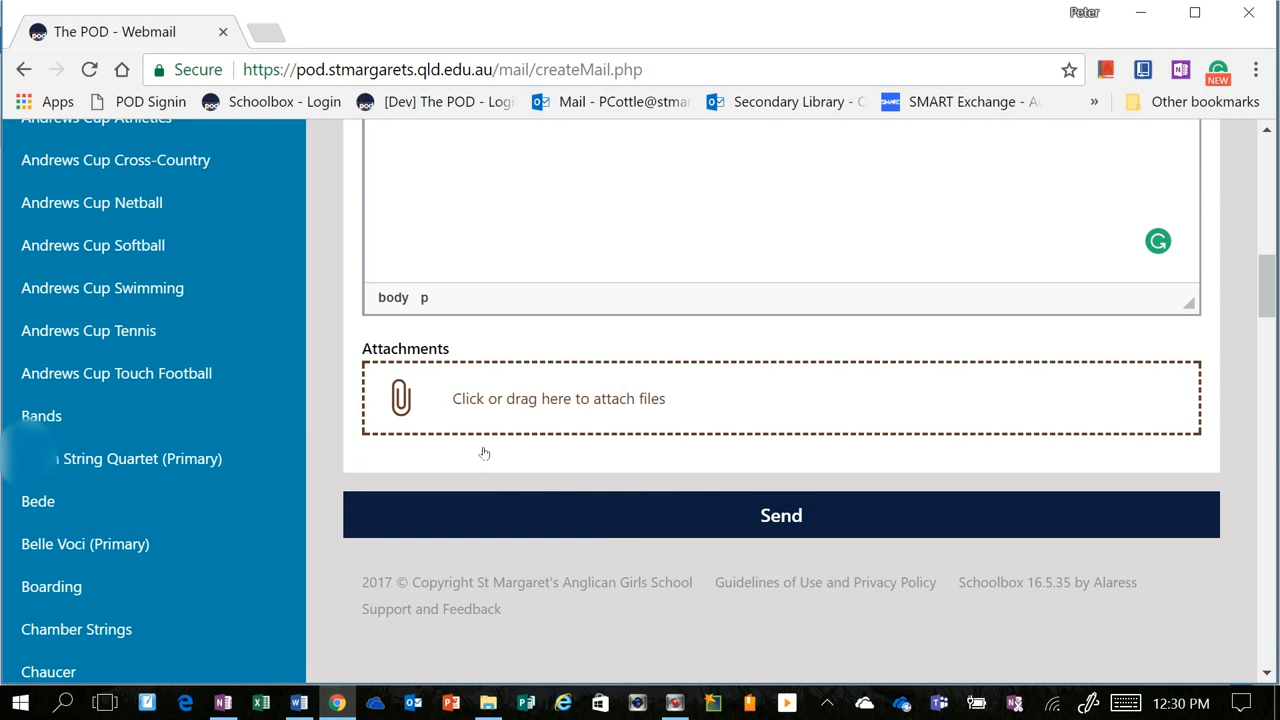 Peter
The POD - Webmail
Secure https://pod.stmargarets.qld.edu.au/mail/createMail.php
NEW
Apps POD Signin Schoolbox - Login [Dev] The POD - Logi Mail - PCottle@stmar Secondary Library - C SMART Exchange - A » Other bookmarks
Andrews Cup Athletics
Andrews Cup Cross-Country
Andrews Cup Netball
Andrews Cup Softball
Andrews Cup Swimming
Andrews Cup Tennis
Andrews Cup Touch Football
Bands
String Quartet (Primary)
Bede
Belle Voci (Primary)
Boarding
Chamber Strings
Chaucer
body p
Attachments
Click or drag here to attach files
Send
2017 © Copyright St Margaret's Anglican Girls School Guidelines of Use and Privacy Policy Schoolbox 16.5.35 by Alaress
Support and Feedback
12:30 PM